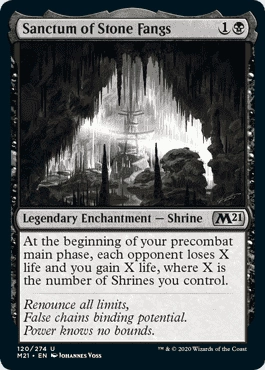 Sanctum of Stone Fangs 1
Legendary Enchantment — Shrine M21
At the beginning of your precombat
main phase, each opponent loses X
life and you gain X life, where X is
the number of Shrines you control.
Renounce all limits,
False chains binding potential.
Power knows no bounds.
120/274 U
M21 • EN Johannes Voss
™ & © 2020 Wizards of the Coast